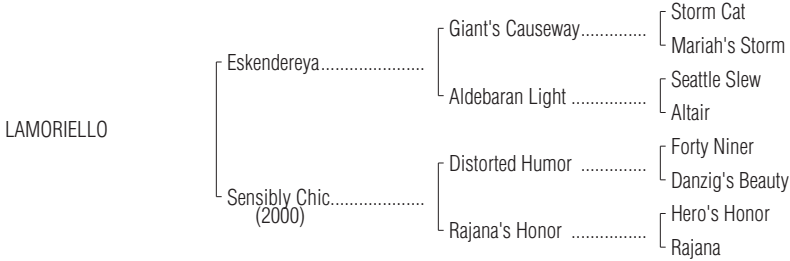 Storm Cat
Giant's Causeway..............
Mariah's Storm
Eskendereya......................
Seattle Slew
Aldebaran Light ................
Altair
LAMORIELLO
Forty Niner
Distorted Humor ..............
Danzig's Beauty
Sensibly Chic....................
(2000)
Hero's Honor
Rajana's Honor ................
Rajana